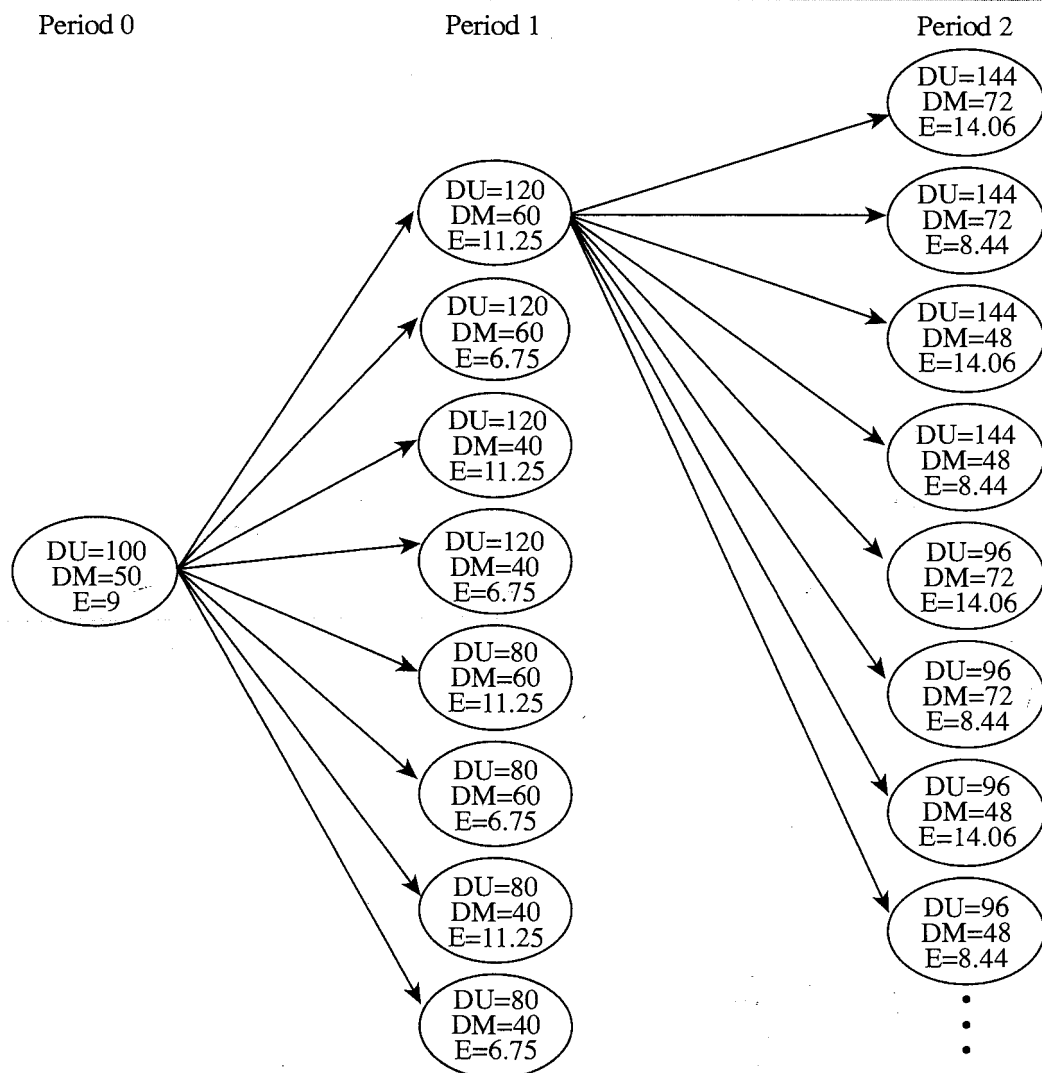 Period 0
Period 1
Period 2
DU=100
DM=50
E=9
DU=120
DM=60
E=11.25
DU=120
DM=60
E=6.75
DU=120
DM=40
E=11.25
DU=120
DM=40
E=6.75
DU=80
DM=60
E=11.25
DU=80
DM=60
E=6.75
DU=80
DM=40
E=11.25
DU=80
DM=40
E=6.75
DU=144
DM=72
E=14.06
DU=144
DM=72
E=8.44
DU=144
DM=48
E=14.06
DU=144
DM=48
E=8.44
DU=96
DM=72
E=14.06
DU=96
DM=72
E=8.44
DU=96
DM=48
E=14.06
DU=96
DM=48
E=8.44